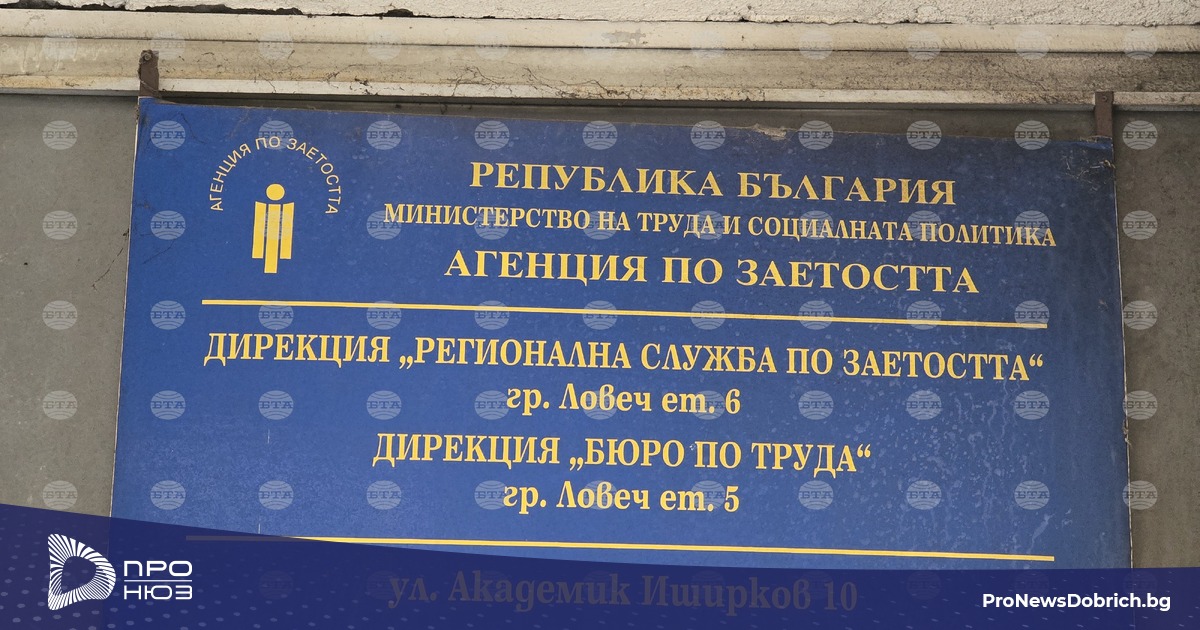 АГЕНЦИЯ ПО ЗАЕТОСТТА
РЕПУБЛИКА БЪЛГАРИЯ
МИНИСТЕРСТВО НА ТРУДА И СОЦИАЛНАТА ПОЛИТИКА
АГЕНЦИЯ ПО ЗАЕТОСТТА
ДИРЕКЦИЯ „РЕГИОНАЛНА СЛУЖБА ПО ЗАЕТОСТТА“
гр. Ловеч ет. 6
ДИРЕКЦИЯ „БЮРО ПО ТРУДА“
гр. Ловеч ет. 5
ул. Академик Иширков 10
ПРО
НЮЗ
ProNewsDobrich.bg
БТА